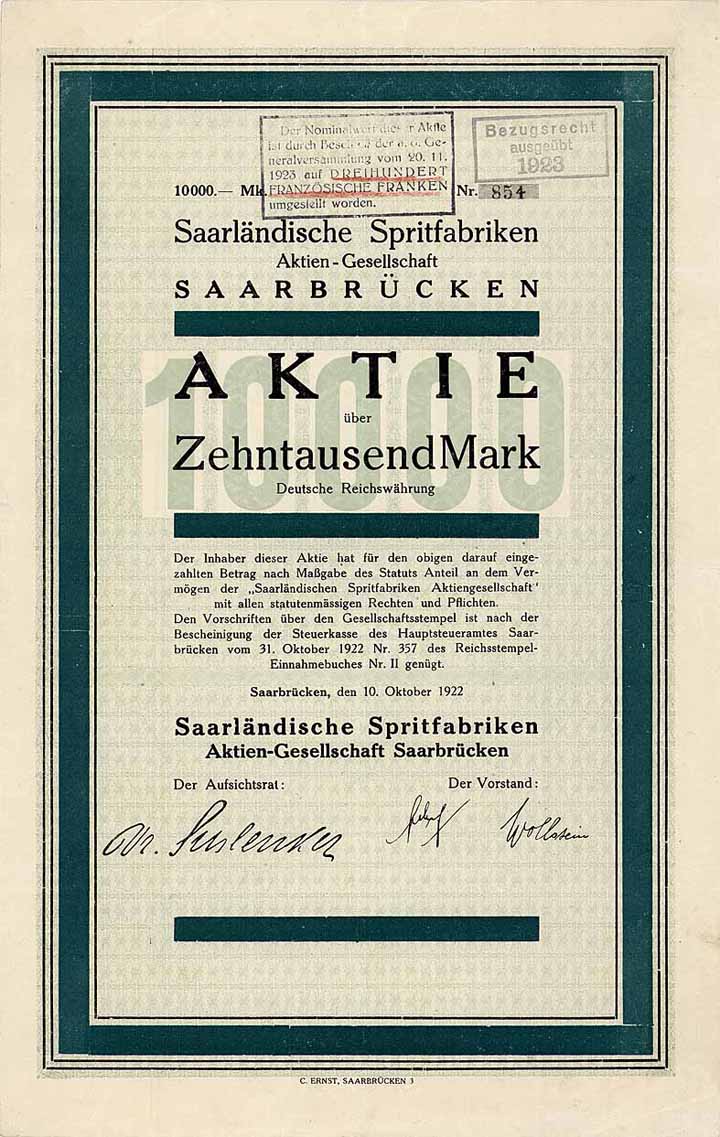 Der Nominalwert dieser Aktie
ist durch Beschluß der a. o. Ge-
neralversammlung vom 20. 11.
1923 auf DREIHUNDERT
FRANZÖSISCHE FRANKEN
umgestellt worden.
Bezugsrecht
ausgeübt
1923
10000.— Mk. Nr. 854
Saarländische Spritfabriken
Aktien-Gesellschaft
SAARBRÜCKEN
10000
AKTIE
über
Zehntausend Mark
Deutsche Reichswährung
Der Inhaber dieser Aktie hat für den obigen darauf einge-
zahlten Betrag nach Maßgabe des Statuts Anteil an dem Ver-
mögen der „Saarländischen Spritfabriken Aktiengesellschaft"
mit allen statutenmässigen Rechten und Pflichten.
Den Vorschriften über den Gesellschaftsstempel ist nach der
Bescheinigung der Steuerkasse des Hauptsteueramtes Saar-
brücken vom 31. Oktober 1922 Nr. 357 des Reichsstempel-
Einnahmebuches Nr. II genügt.
Saarbrücken, den 10. Oktober 1922
Saarländische Spritfabriken
Aktien-Gesellschaft Saarbrücken
Der Aufsichtsrat: Der Vorstand:
Dr. Wollstein
C. ERNST, SAARBRÜCKEN 3